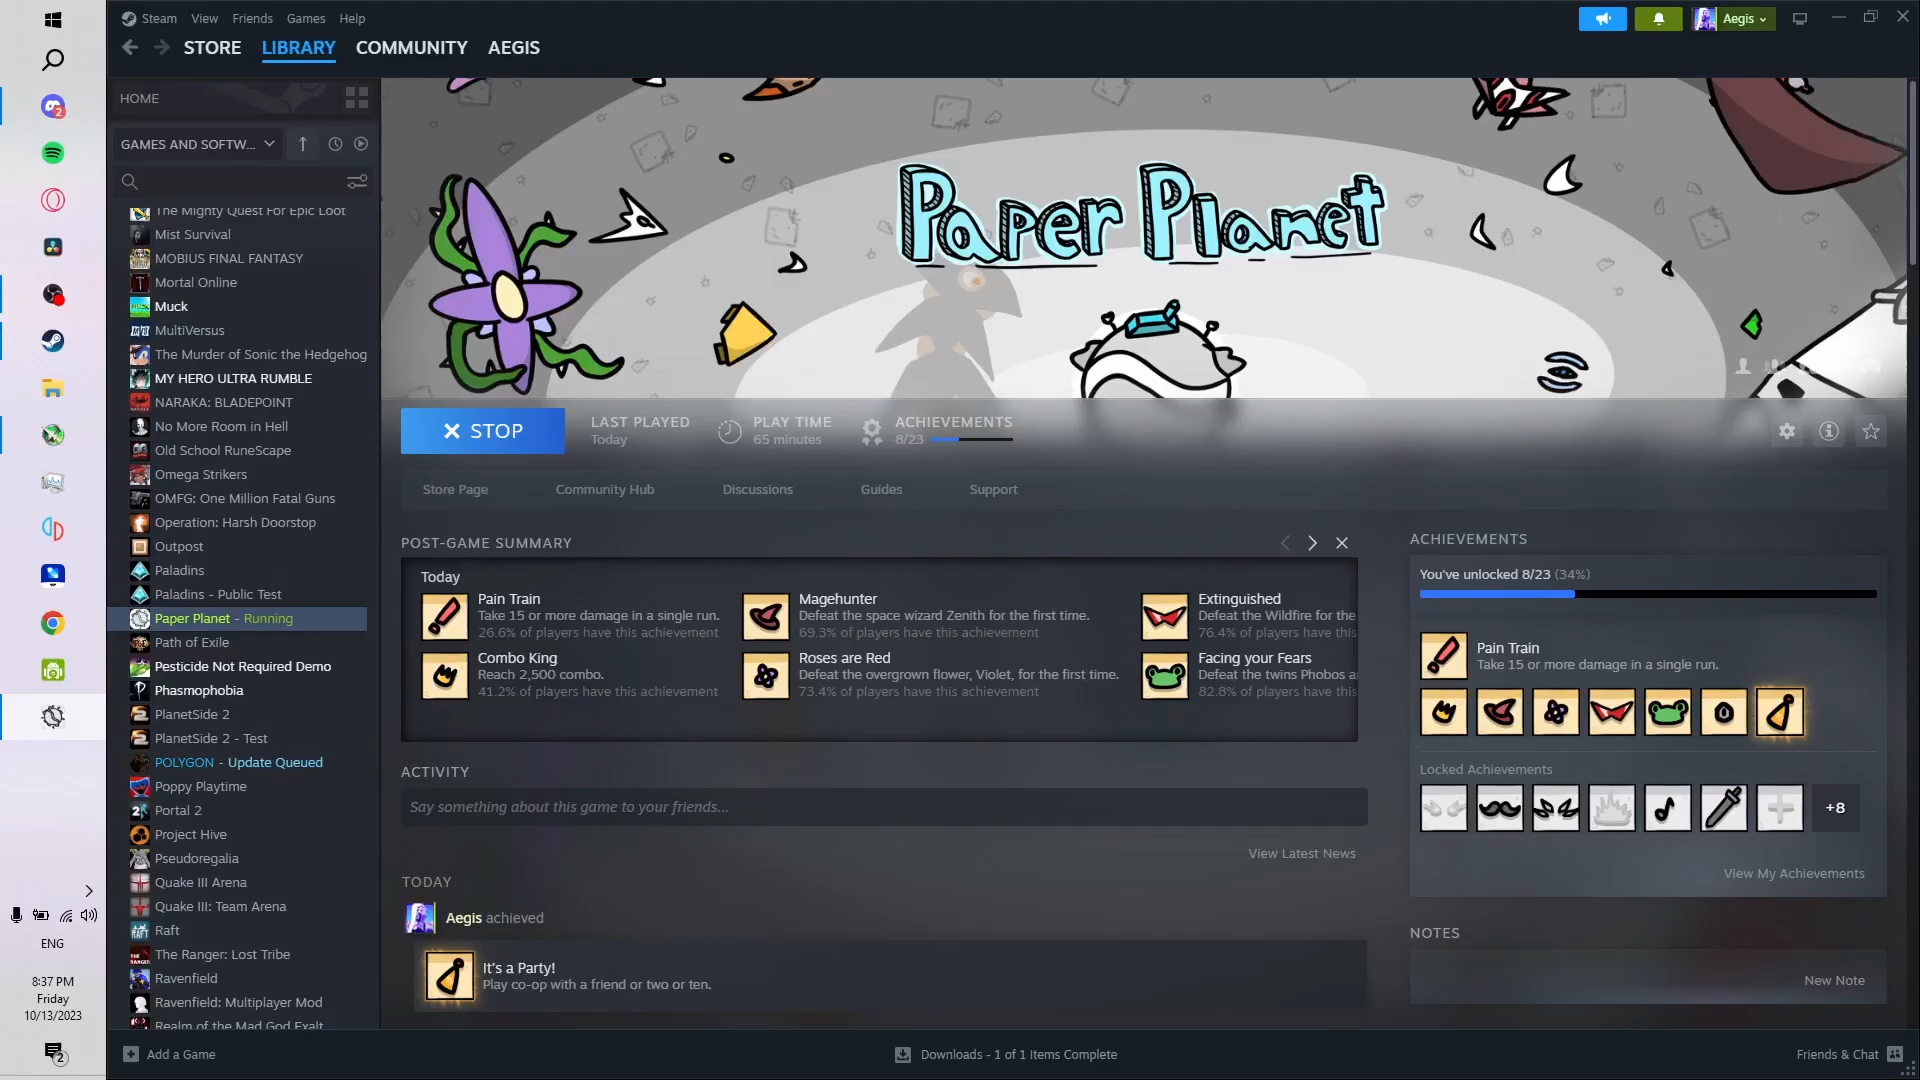 Steam View Friends Games Help
Aegis
STORE LIBRARY COMMUNITY AEGIS
HOME
GAMES AND SOFTW...
The Mighty Quest For Epic Loot
Mist Survival
MOBIUS FINAL FANTASY
Mortal Online
Muck
MultiVersus
The Murder of Sonic the Hedgehog
MY HERO ULTRA RUMBLE
NARAKA: BLADEPOINT
No More Room in Hell
Old School RuneScape
Omega Strikers
OMFG: One Million Fatal Guns
Operation: Harsh Doorstop
Outpost
Paladins
Paladins - Public Test
Paper Planet - Running
Path of Exile
Pesticide Not Required Demo
Phasmophobia
PlanetSide 2
PlanetSide 2 - Test
POLYGON - Update Queued
Poppy Playtime
Portal 2
Project Hive
Pseudoregalia
Quake III Arena
Quake III: Team Arena
Raft
The Ranger: Lost Tribe
Ravenfield
Ravenfield: Multiplayer Mod
Realm of the Mad God Exalt
Paper Planet
STOP
LAST PLAYED
Today
PLAY TIME
65 minutes
ACHIEVEMENTS
8/23
Store Page Community Hub Discussions Guides Support
POST-GAME SUMMARY
Today
Pain Train
Take 15 or more damage in a single run.
26.6% of players have this achievement
Magehunter
Defeat the space wizard Zenith for the first time.
69.3% of players have this achievement
Extinguished
Defeat the Wildfire for the
76.4% of players have this
Combo King
Reach 2,500 combo.
41.2% of players have this achievement
Roses are Red
Defeat the overgrown flower, Violet, for the first time.
73.4% of players have this achievement
Facing your Fears
Defeat the twins Phobos a
82.8% of players have this
ACTIVITY
Say something about this game to your friends...
View Latest News
TODAY
Aegis achieved
It's a Party!
Play co-op with a friend or two or ten.
ACHIEVEMENTS
You've unlocked 8/23 (34%)
Pain Train
Take 15 or more damage in a single run.
Locked Achievements
+8
View My Achievements
NOTES
New Note
Add a Game
Downloads - 1 of 1 Items Complete
Friends & Chat
2
ENG
8:37 PM
Friday
10/13/2023
2